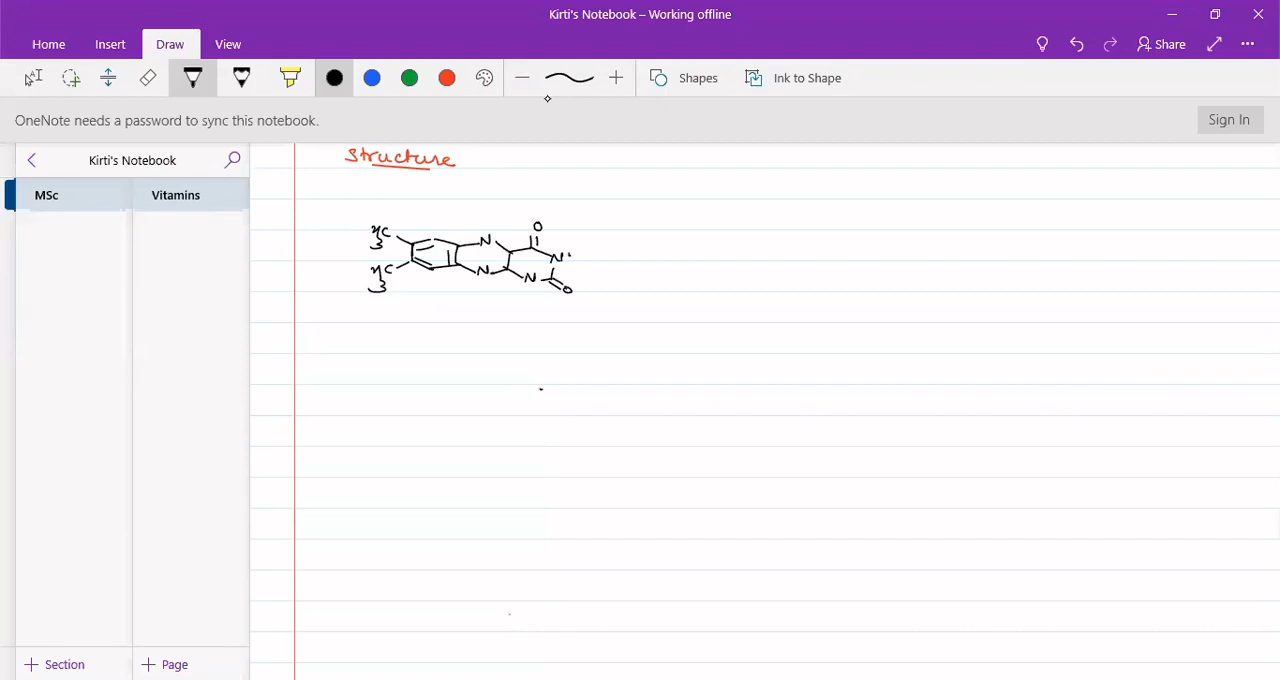 Kirti's Notebook – Working offline
Home Insert Draw View
Share
Shapes Ink to Shape
OneNote needs a password to sync this notebook.
Sign In
Kirti's Notebook
MSc Vitamins
Structure
O
H3C N N
H3C N N O
Section Page